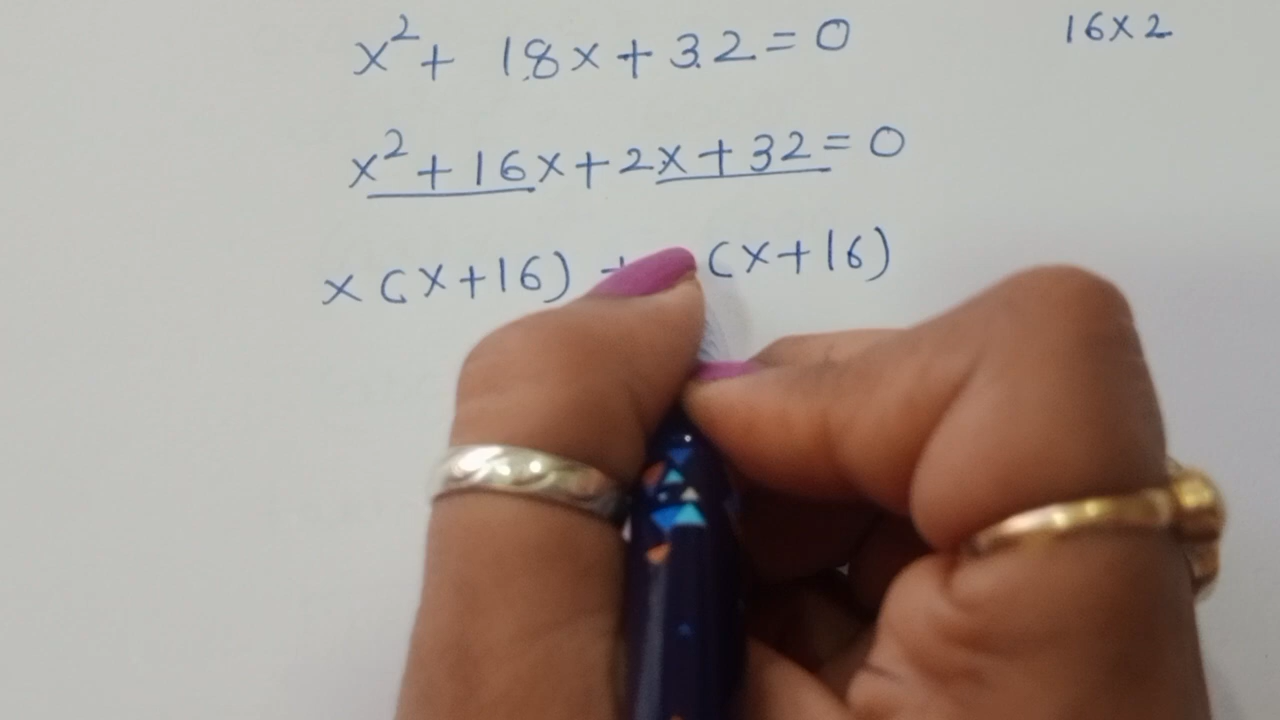 x² + 18x + 32 = 0
16x2
x² + 16x + 2x + 32 = 0
x(x+16) + (x+16)